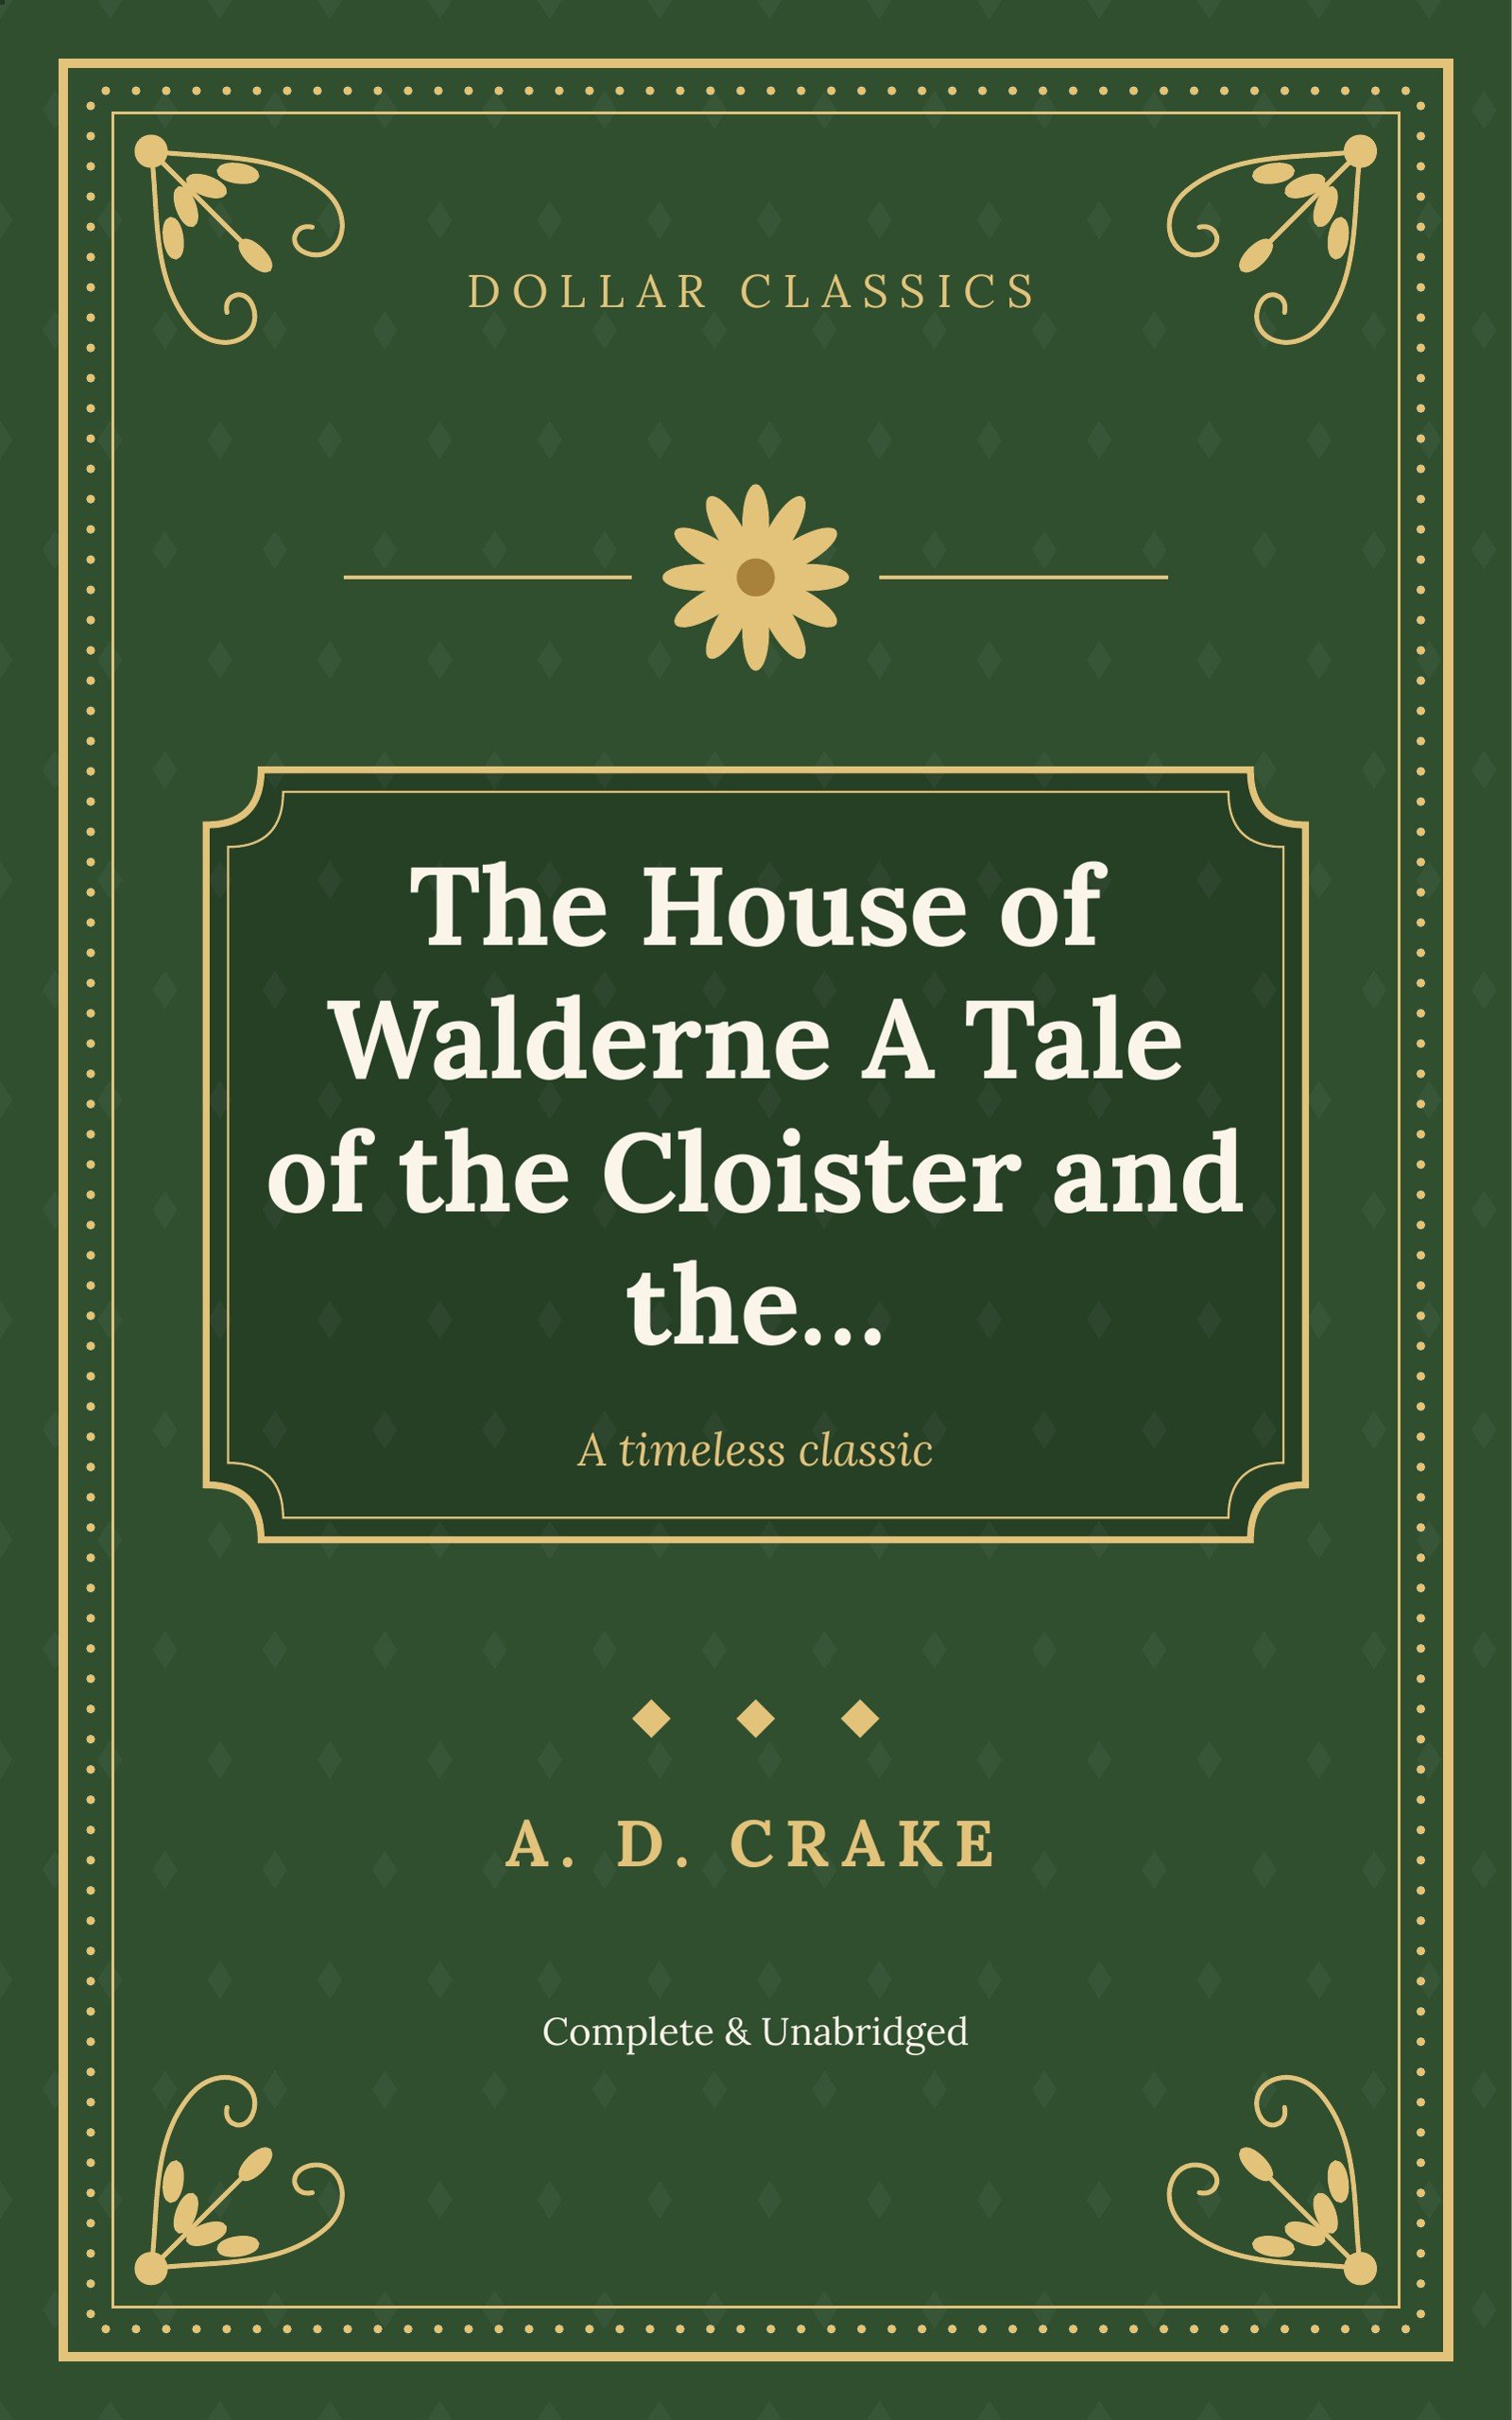 DOLLAR CLASSICS
The House of
Walderne A Tale
of the Cloister and
the...
A timeless classic
A. D. CRAKE
Complete & Unabridged